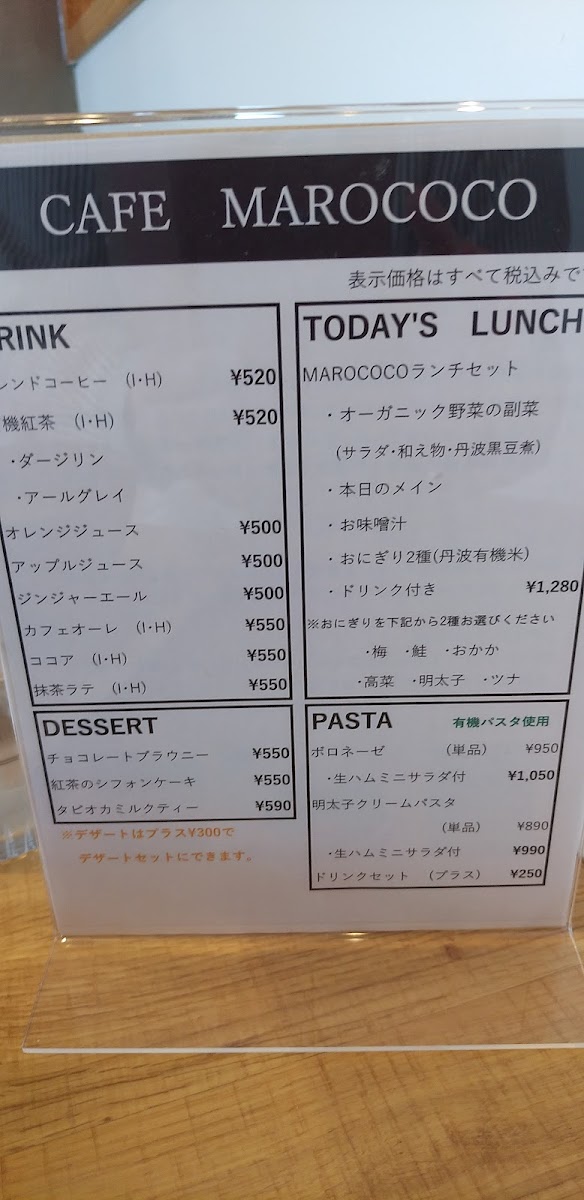 CAFE MAROCOCO
表示価格はすべて税込みで
RINK
レンドコーヒー (I・H) ¥520
機紅茶 (I・H) ¥520
・ダージリン
・アールグレイ
オレンジジュース ¥500
アップルジュース ¥500
ジンジャーエール ¥500
カフェオーレ (I・H) ¥550
ココア (I・H) ¥550
抹茶ラテ (I・H) ¥550
DESSERT
チョコレートブラウニー ¥550
紅茶のシフォンケーキ ¥550
タピオカミルクティー ¥590
※デザートはプラス¥300で
デザートセットにできます。
TODAY'S LUNCH
MAROCOCOランチセット
・オーガニック野菜の副菜
(サラダ・和え物・丹波黒豆煮)
・本日のメイン
・お味噌汁
・おにぎり2種(丹波有機米)
・ドリンク付き ¥1,280
※おにぎりを下記から2種お選びください
・梅 ・鮭 ・おかか
・高菜 ・明太子 ・ツナ
PASTA 有機パスタ使用
ボロネーゼ (単品) ¥950
・生ハムミニサラダ付 ¥1,050
明太子クリームパスタ
(単品) ¥890
・生ハムミニサラダ付 ¥990
ドリンクセット (プラス) ¥250